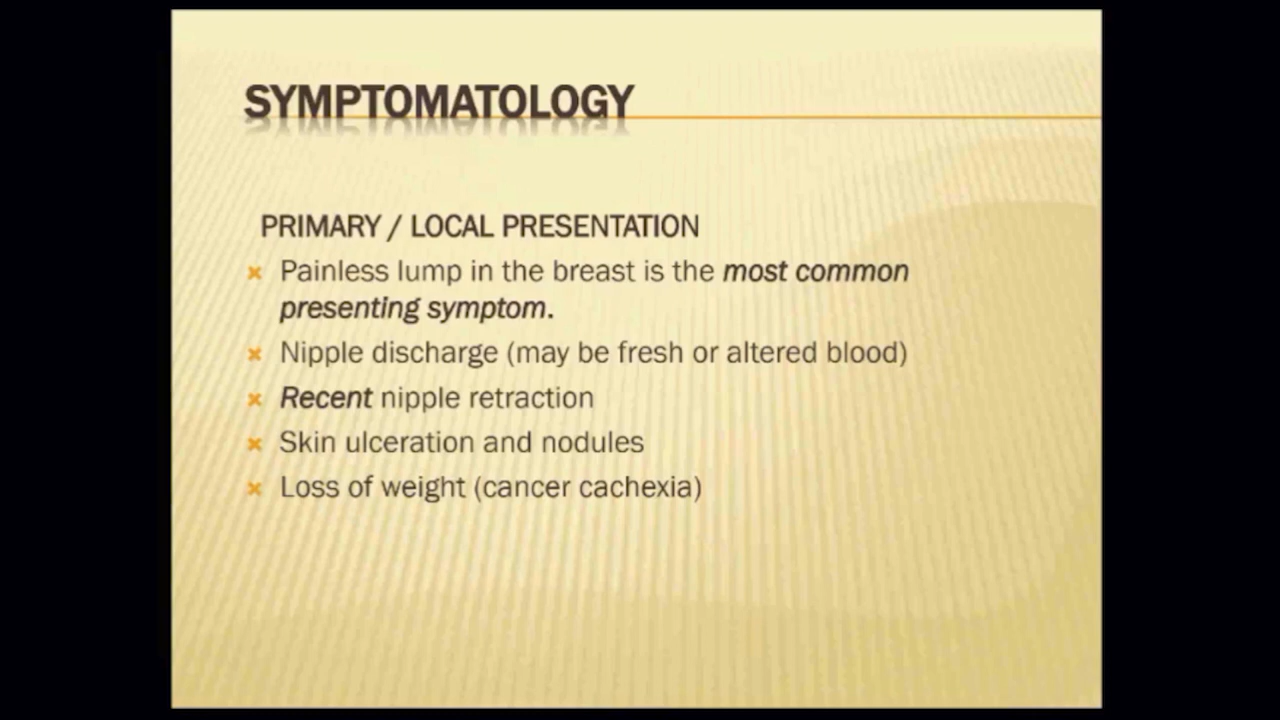 SYMPTOMATOLOGY
PRIMARY / LOCAL PRESENTATION
Painless lump in the breast is the most common
presenting symptom.
Nipple discharge (may be fresh or altered blood)
Recent nipple retraction
Skin ulceration and nodules
Loss of weight (cancer cachexia)